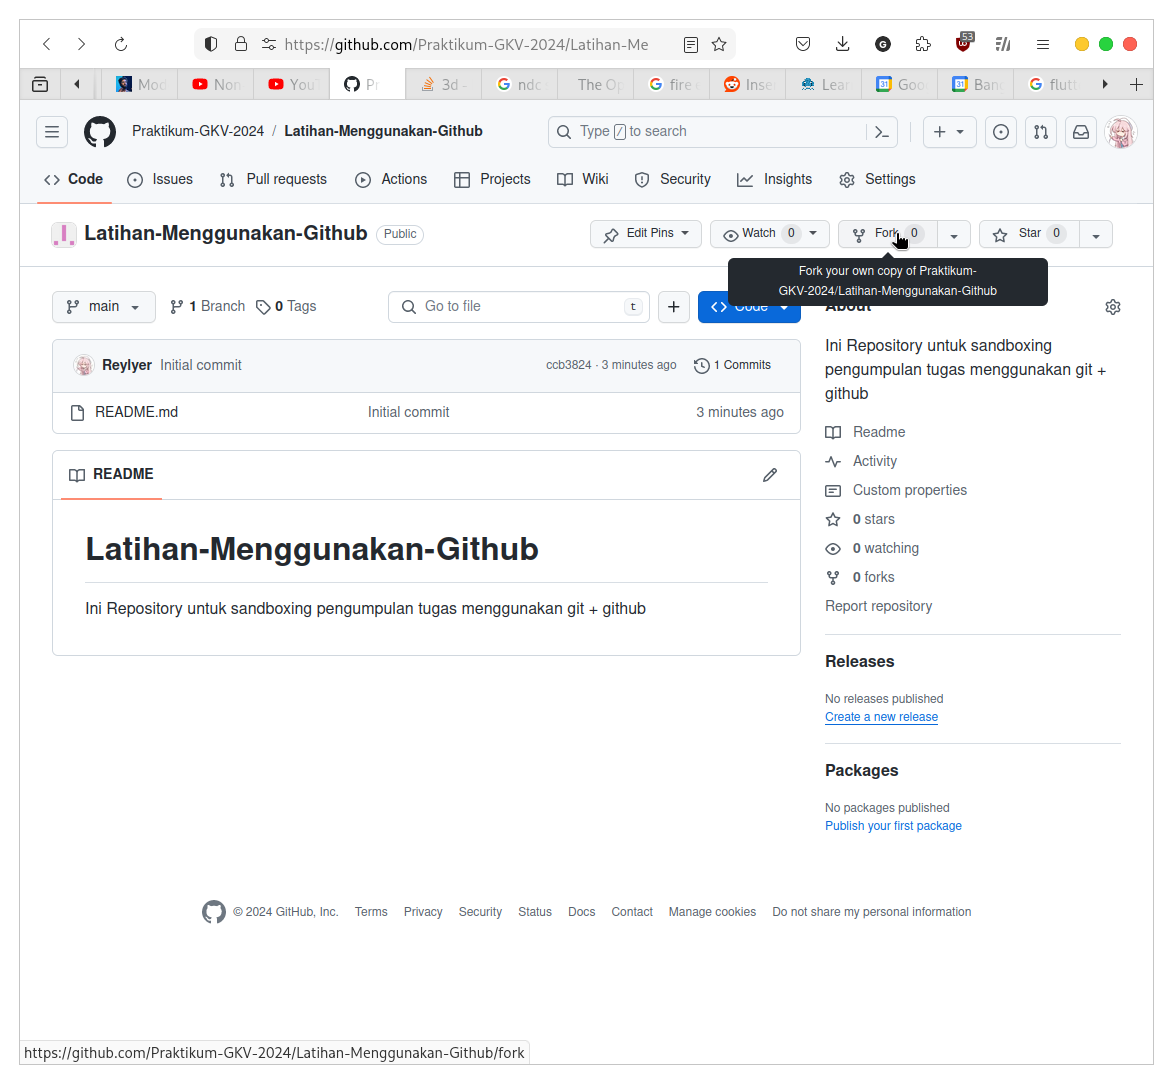 https://github.com/Praktikum-GKV-2024/Latihan-Me
53
Mod
Non
YouT
Pr
3d -
ndc
The Op
fire
Inse
Lear
Goo
Banc
flutt
Praktikum-GKV-2024 / Latihan-Menggunakan-Github
Type / to search
Code Issues Pull requests Actions Projects Wiki Security Insights Settings
Latihan-Menggunakan-Github Public
Edit Pins Watch 0 Fork 0 Star 0
Fork your own copy of Praktikum-
GKV-2024/Latihan-Menggunakan-Github
main 1 Branch 0 Tags Go to file t Code
About
Ini Repository untuk sandboxing
pengumpulan tugas menggunakan git +
github
Reylyer Initial commit ccb3824 · 3 minutes ago 1 Commits
README.md Initial commit 3 minutes ago
README
Latihan-Menggunakan-Github
Ini Repository untuk sandboxing pengumpulan tugas menggunakan git + github
Readme
Activity
Custom properties
0 stars
0 watching
0 forks
Report repository
Releases
No releases published
Create a new release
Packages
No packages published
Publish your first package
© 2024 GitHub, Inc. Terms Privacy Security Status Docs Contact Manage cookies Do not share my personal information
https://github.com/Praktikum-GKV-2024/Latihan-Menggunakan-Github/fork